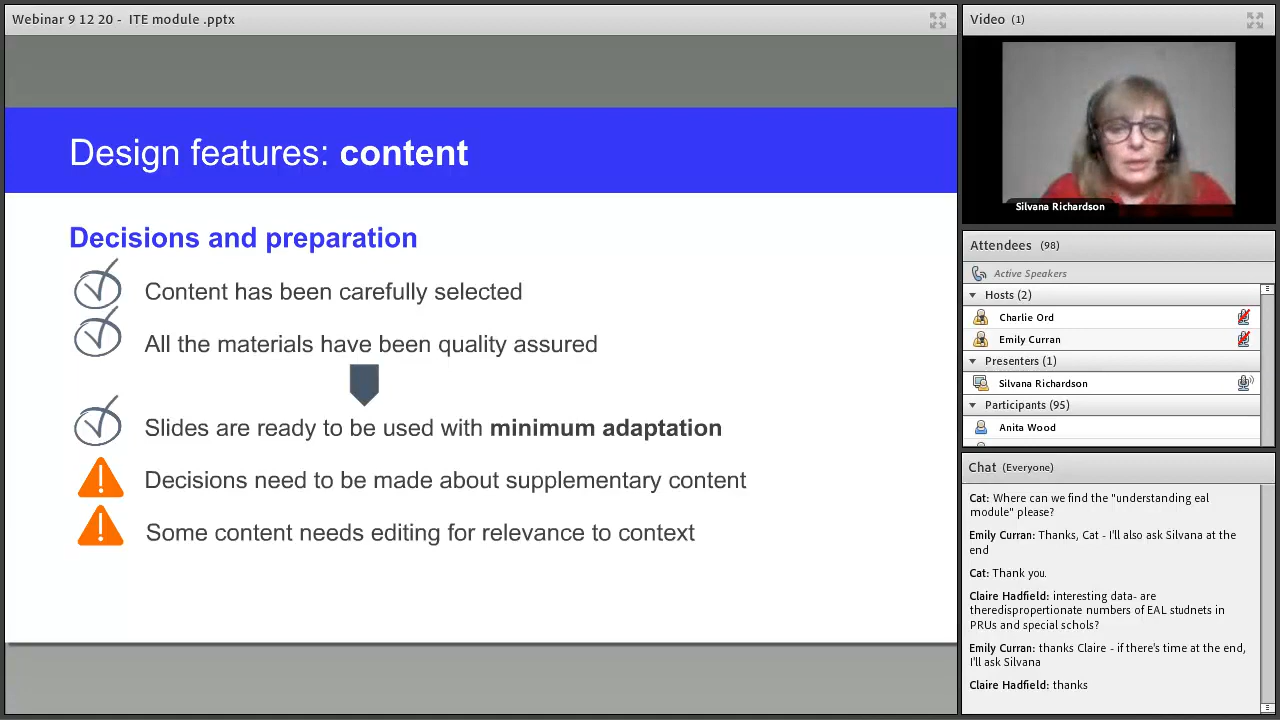 Webinar 9 12 20 -  ITE module .pptx
Design features: content
Decisions and preparation
Content has been carefully selected
All the materials have been quality assured
Slides are ready to be used with minimum adaptation
Decisions need to be made about supplementary content
Some content needs editing for relevance to context
Video (1)
Silvana Richardson
Attendees (98)
Active Speakers
Hosts (2)
Charlie Ord
Emily Curran
Presenters (1)
Silvana Richardson
Participants (95)
Anita Wood
Chat (Everyone)
Cat: Where can we find the "understanding eal
module" please?
Emily Curran: Thanks, Cat - I'll also ask Silvana at the
end
Cat: Thank you.
Claire Hadfield: interesting data- are
theredispropertionate numbers of EAL studnets in
PRUs and special schols?
Emily Curran: thanks Claire - if there's time at the end,
I'll ask Silvana
Claire Hadfield: thanks